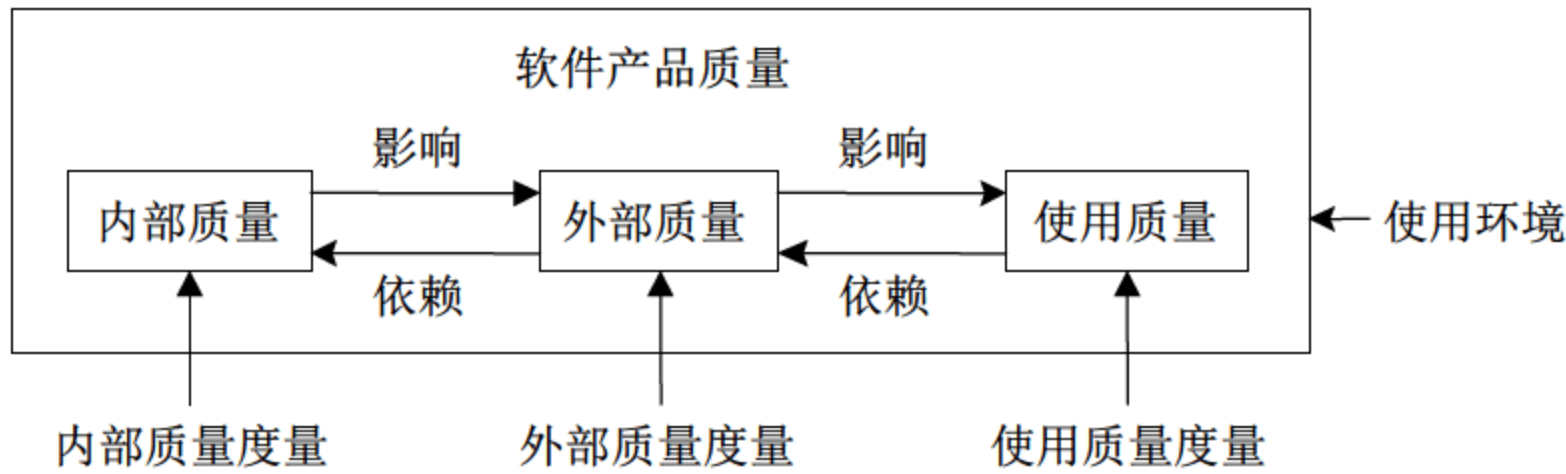 软件产品质量
影响
影响
内部质量
外部质量
使用质量
使用环境
依赖
依赖
内部质量度量
外部质量度量
使用质量度量